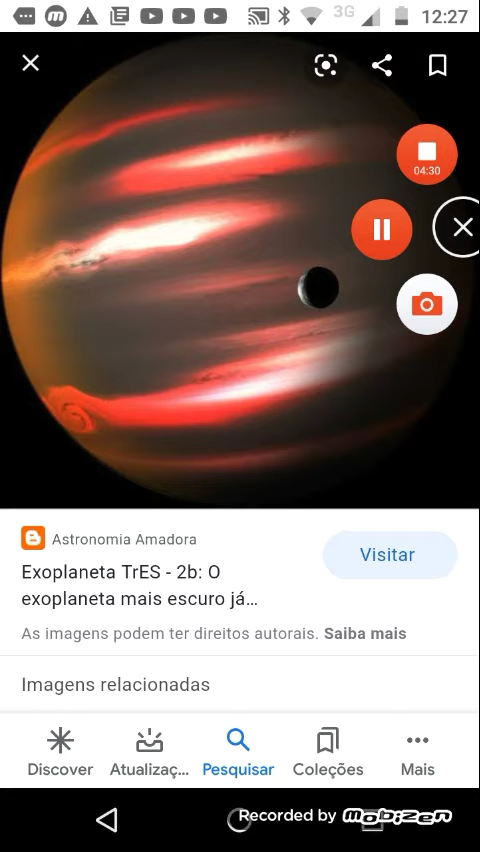 3G 12:27
04:30
Astronomia Amadora
Visitar
Exoplaneta TrES - 2b: O
exoplaneta mais escuro já...
As imagens podem ter direitos autorais. Saiba mais
Imagens relacionadas
Discover Atualizaç... Pesquisar Coleções Mais
Recorded by Mobizen